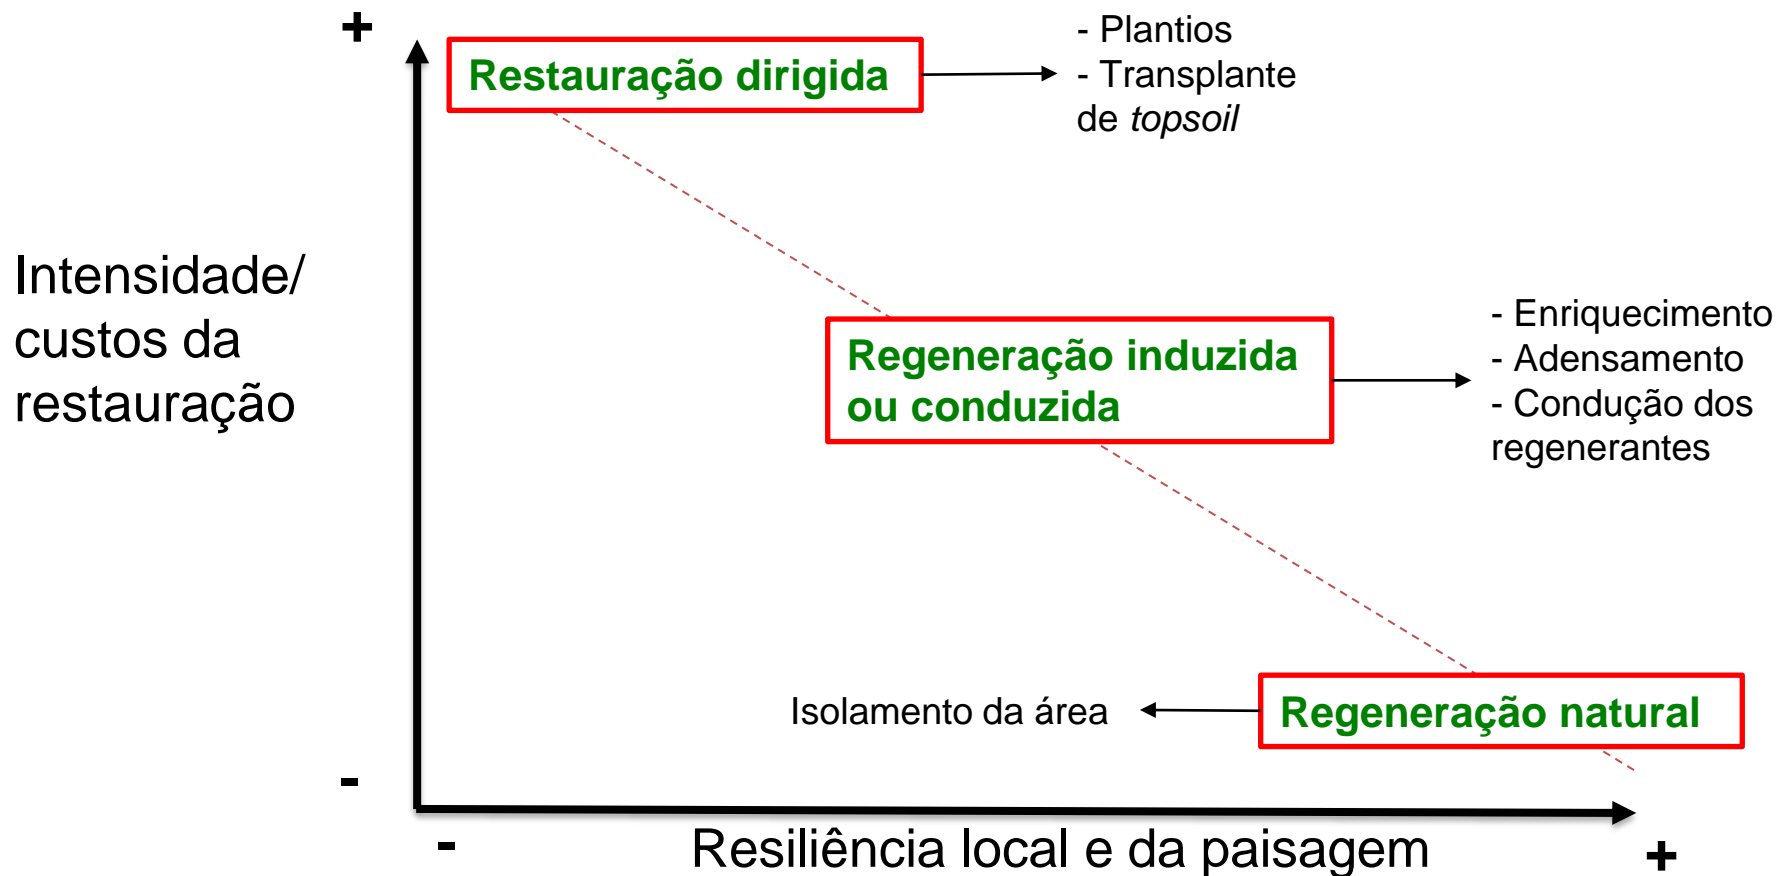 +
Restauração dirigida
- Plantios
- Transplante
de topsoil
Intensidade/
custos da
restauração
Regeneração induzida
ou conduzida
- Enriquecimento
- Adensamento
- Condução dos
regenerantes
Isolamento da área
Regeneração natural
-
-
Resiliência local e da paisagem
+